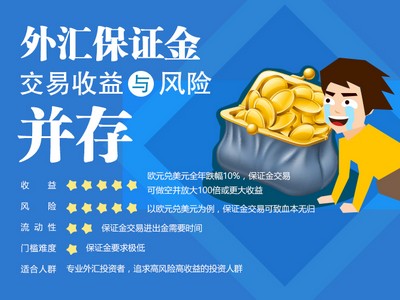 外汇保证金
交易收益与风险
并存
收益 欧元兑美元全年跌幅10%，保证金交易
可做空并放大100倍或更大收益
风险 以欧元兑美元为例，保证金交易可致血本无归
流动性 保证金交易进出金需要时间
门槛难度 保证金要求极低
适合人群 专业外汇投资者，追求高风险高收益的投资人群